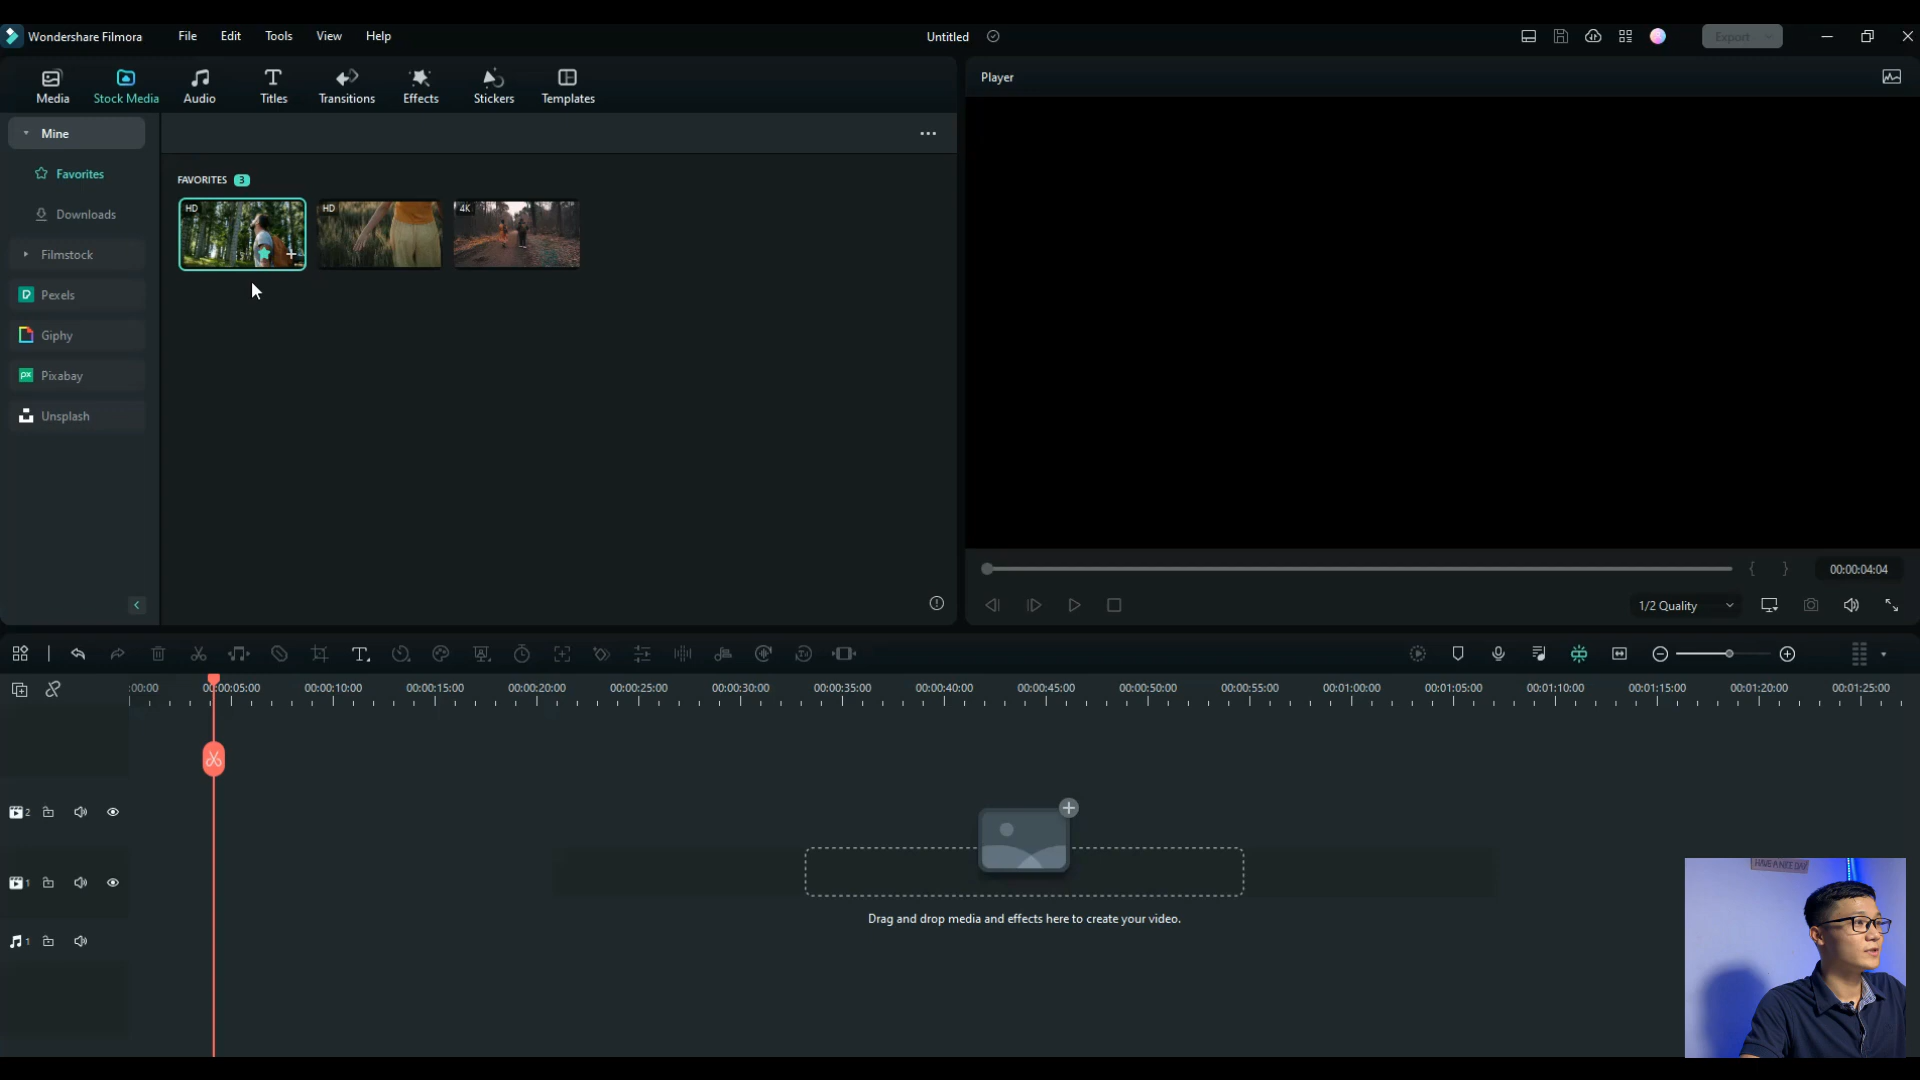 Wondershare Filmora
File
Edit
Tools
View
Help
Untitled
Export
Media
Stock Media
Audio
Titles
Transitions
Effects
Stickers
Templates
Player
Mine
Favorites
Downloads
Filmstock
Pexels
Giphy
Pixabay
Unsplash
FAVORITES 3
HD
HD
4K
00:00:04:04
1/2 Quality
:00:00
00:00:05:00
00:00:10:00
00:00:15:00
00:00:20:00
00:00:25:00
00:00:30:00
00:00:35:00
00:00:40:00
00:00:45:00
00:00:50:00
00:00:55:00
00:01:00:00
00:01:05:00
00:01:10:00
00:01:15:00
00:01:20:00
00:01:25:00
2
1
1
Drag and drop media and effects here to create your video.
HAVE A NICE DAY